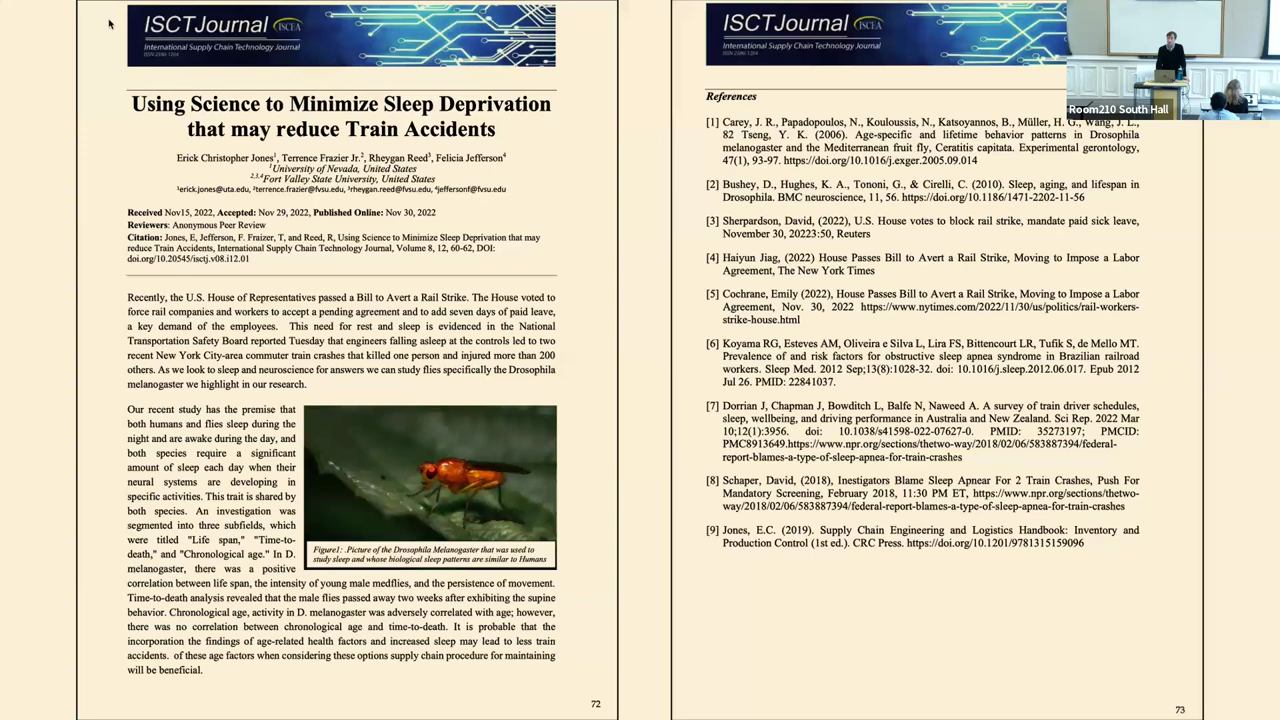 ISCTJournal ISCEA
International Supply Chain Technology Journal
ISSN 2380-1204
Using Science to Minimize Sleep Deprivation
that may reduce Train Accidents
Erick Christopher Jones1, Terrence Frazier Jr.2, Rheygan Reed3, Felicia Jefferson4
1University of Nevada, United States
2,3,4Fort Valley State University, United States
1erick.jones@uta.edu, 2terrence.frazier@fvsu.edu, 3rheygan.reed@fvsu.edu, 4jeffersonf@fvsu.edu
Received Nov15, 2022, Accepted: Nov 29, 2022, Published Online: Nov 30, 2022
Reviewers: Anonymous Peer Review
Citation: Jones, E, Jefferson, F. Fraizer, T, and Reed, R, Using Science to Minimize Sleep Deprivation that may
reduce Train Accidents, International Supply Chain Technology Journal, Volume 8, 12, 60-62, DOI:
doi.org/10.20545/isctj.v08.i12.01
Recently, the U.S. House of Representatives passed a Bill to Avert a Rail Strike. The House voted to
force rail companies and workers to accept a pending agreement and to add seven days of paid leave,
a key demand of the employees. This need for rest and sleep is evidenced in the National
Transportation Safety Board reported Tuesday that engineers falling asleep at the controls led to two
recent New York City-area commuter train crashes that killed one person and injured more than 200
others. As we look to sleep and neuroscience for answers we can study flies specifically the Drosophila
melanogaster we highlight in our research.
Our recent study has the premise that
both humans and flies sleep during the
night and are awake during the day, and
both species require a significant
amount of sleep each day when their
neural systems are developing in
specific activities. This trait is shared by
both species. An investigation was
segmented into three subfields, which
were titled "Life span," "Time-to-
death," and "Chronological age." In D.
melanogaster, there was a positive
correlation between life span, the intensity of young male medflies, and the persistence of movement.
Time-to-death analysis revealed that the male flies passed away two weeks after exhibiting the supine
behavior. Chronological age, activity in D. melanogaster was adversely correlated with age; however,
there was no correlation between chronological age and time-to-death. It is probable that the
incorporation the findings of age-related health factors and increased sleep may lead to less train
accidents. of these age factors when considering these options supply chain procedure for maintaining
will be beneficial.
Figure1: .Picture of the Drosophila Melanogaster that was used to
study sleep and whose biological sleep patterns are similar to Humans
72
ISCTJournal ISCEA
International Supply Chain Technology Journal
ISSN 2380-1204
References
[1] Carey, J. R., Papadopoulos, N., Kouloussis, N., Katsoyannos, B., Müller, H. G., Wang, J. L.,
82 Tseng, Y. K. (2006). Age-specific and lifetime behavior patterns in Drosophila
melanogaster and the Mediterranean fruit fly, Ceratitis capitata. Experimental gerontology,
47(1), 93-97. https://doi.org/10.1016/j.exger.2005.09.014
[2] Bushey, D., Hughes, K. A., Tononi, G., & Cirelli, C. (2010). Sleep, aging, and lifespan in
Drosophila. BMC neuroscience, 11, 56. https://doi.org/10.1186/1471-2202-11-56
[3] Sherpardson, David, (2022), U.S. House votes to block rail strike, mandate paid sick leave,
November 30, 20223:50, Reuters
[4] Haiyun Jiag, (2022) House Passes Bill to Avert a Rail Strike, Moving to Impose a Labor
Agreement, The New York Times
[5] Cochrane, Emily (2022), House Passes Bill to Avert a Rail Strike, Moving to Impose a Labor
Agreement, Nov. 30, 2022 https://www.nytimes.com/2022/11/30/us/politics/rail-workers-
strike-house.html
[6] Koyama RG, Esteves AM, Oliveira e Silva L, Lira FS, Bittencourt LR, Tufik S, de Mello MT.
Prevalence of and risk factors for obstructive sleep apnea syndrome in Brazilian railroad
workers. Sleep Med. 2012 Sep;13(8):1028-32. doi: 10.1016/j.sleep.2012.06.017. Epub 2012
Jul 26. PMID: 22841037.
[7] Dorrian J, Chapman J, Bowditch L, Balfe N, Naweed A. A survey of train driver schedules,
sleep, wellbeing, and driving performance in Australia and New Zealand. Sci Rep. 2022 Mar
10;12(1):3956. doi: 10.1038/s41598-022-07627-0. PMID: 35273197; PMCID:
PMC8913649.https://www.npr.org/sections/thetwo-way/2018/02/06/583887394/federal-
report-blames-a-type-of-sleep-apnea-for-train-crashes
[8] Schaper, David, (2018), Inestigators Blame Sleep Apnear For 2 Train Crashes, Push For
Mandatory Screening, February 2018, 11:30 PM ET, https://www.npr.org/sections/thetwo-
way/2018/02/06/583887394/federal-report-blames-a-type-of-sleep-apnea-for-train-crashes
[9] Jones, E.C. (2019). Supply Chain Engineering and Logistics Handbook: Inventory and
Production Control (1st ed.). CRC Press. https://doi.org/10.1201/9781315159096
73
Room210 South Hall